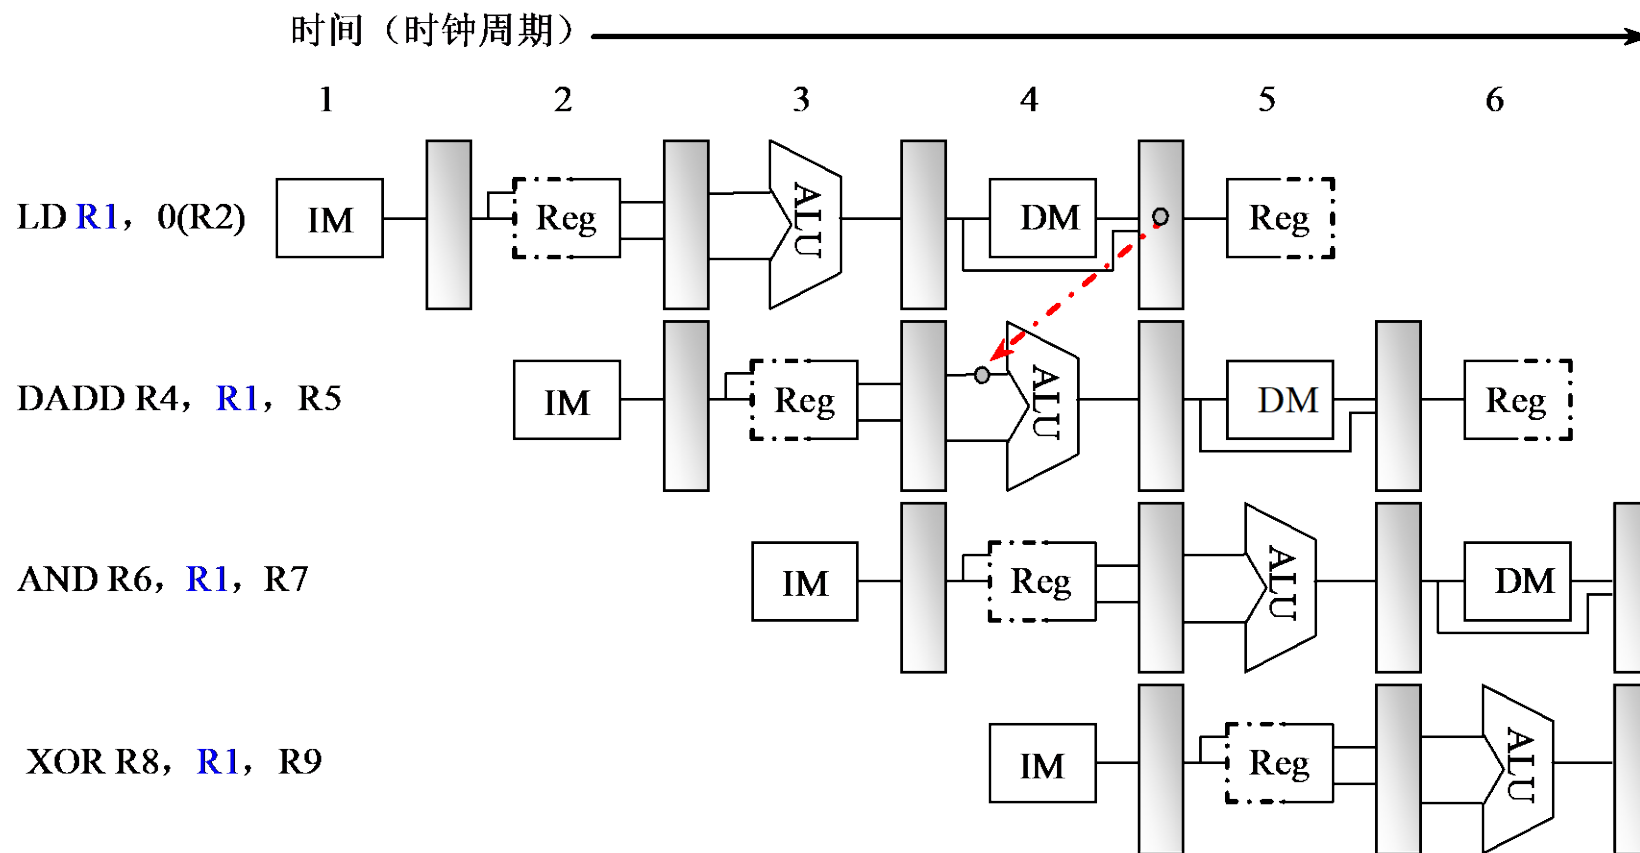 时间（时钟周期）
1 2 3 4 5 6
LD R1，0(R2) IM Reg ALU DM Reg
DADD R4，R1，R5 IM Reg ALU DM Reg
AND R6，R1，R7 IM Reg ALU DM
XOR R8，R1，R9 IM Reg ALU